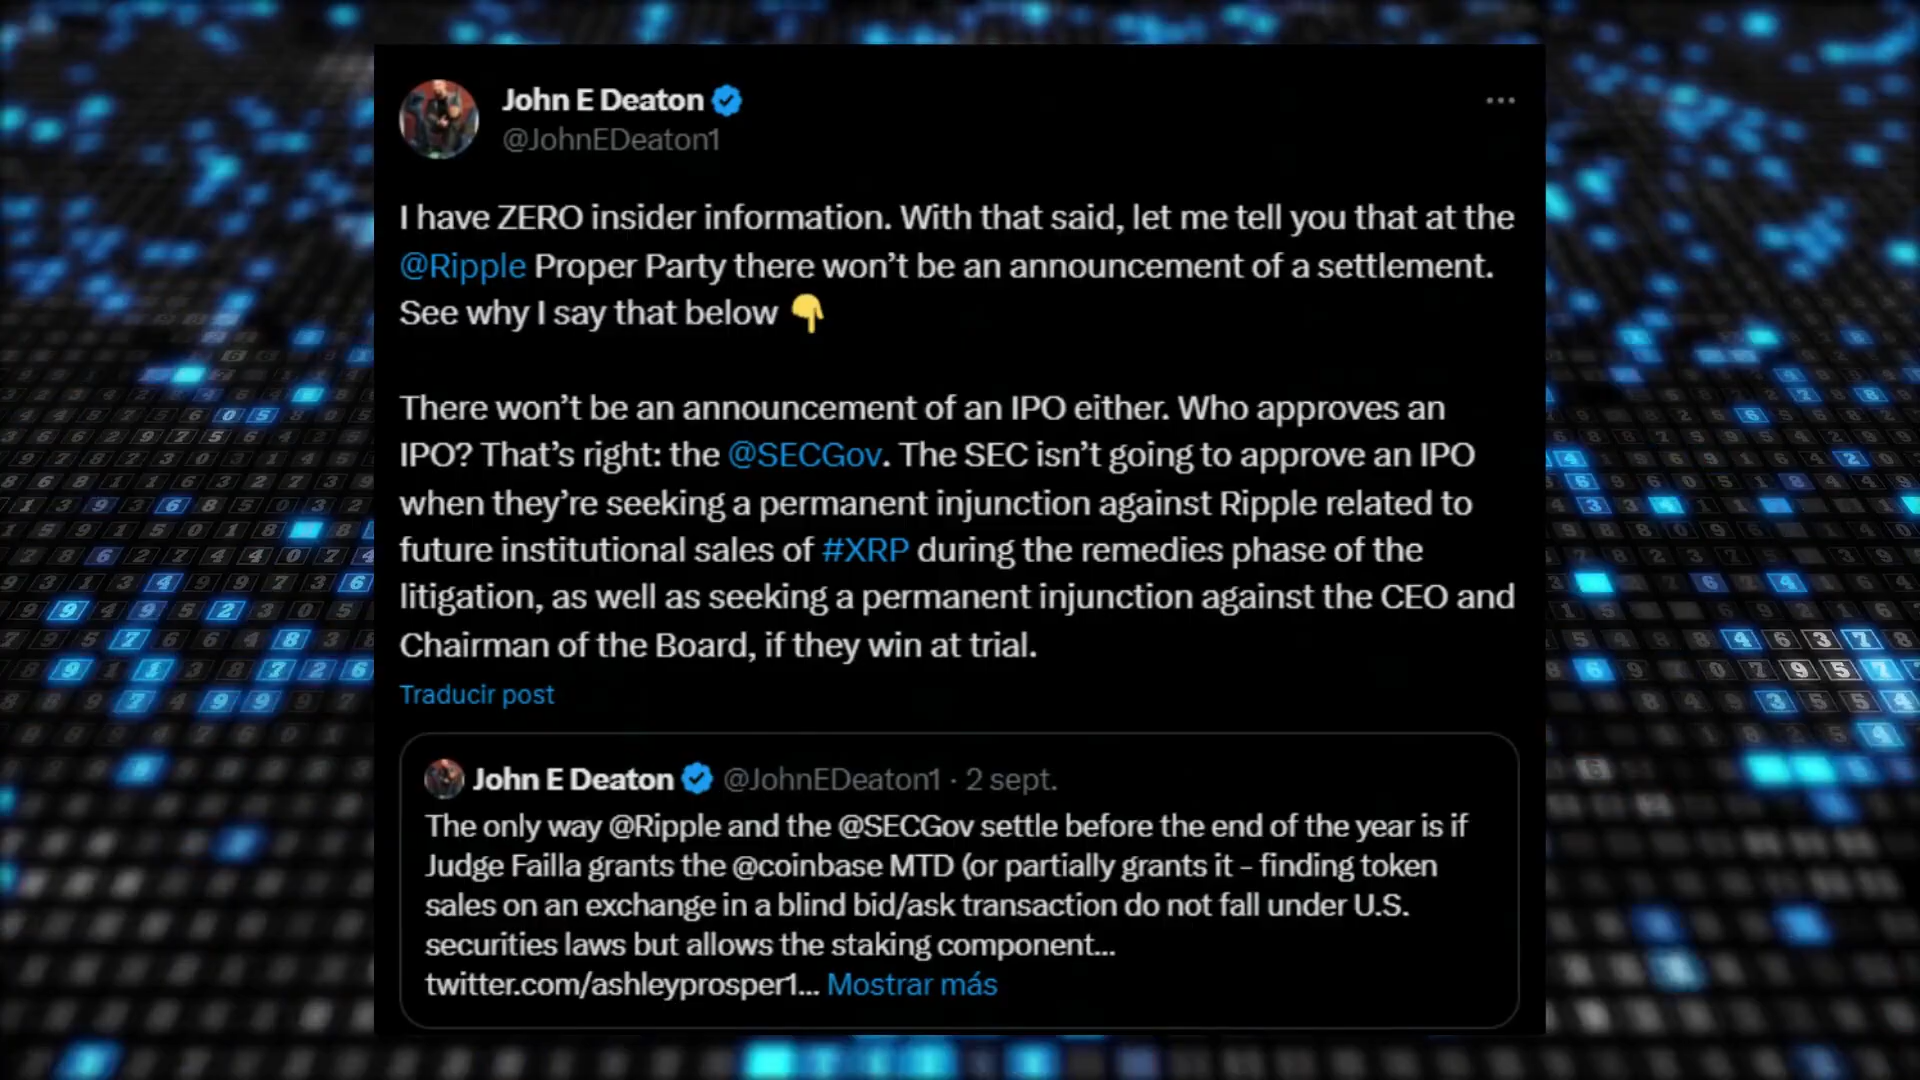 John E Deaton
@JohnEDeaton1
I have ZERO insider information. With that said, let me tell you that at the
@Ripple Proper Party there won’t be an announcement of a settlement.
See why I say that below 👇
There won’t be an announcement of an IPO either. Who approves an
IPO? That’s right: the @SECGov. The SEC isn’t going to approve an IPO
when they’re seeking a permanent injunction against Ripple related to
future institutional sales of #XRP during the remedies phase of the
litigation, as well as seeking a permanent injunction against the CEO and
Chairman of the Board, if they win at trial.
Traducir post
John E Deaton @JohnEDeaton1 · 2 sept.
The only way @Ripple and the @SECGov settle before the end of the year is if
Judge Failla grants the @coinbase MTD (or partially grants it – finding token
sales on an exchange in a blind bid/ask transaction do not fall under U.S.
securities laws but allows the staking component...
twitter.com/ashleyprosper1... Mostrar más